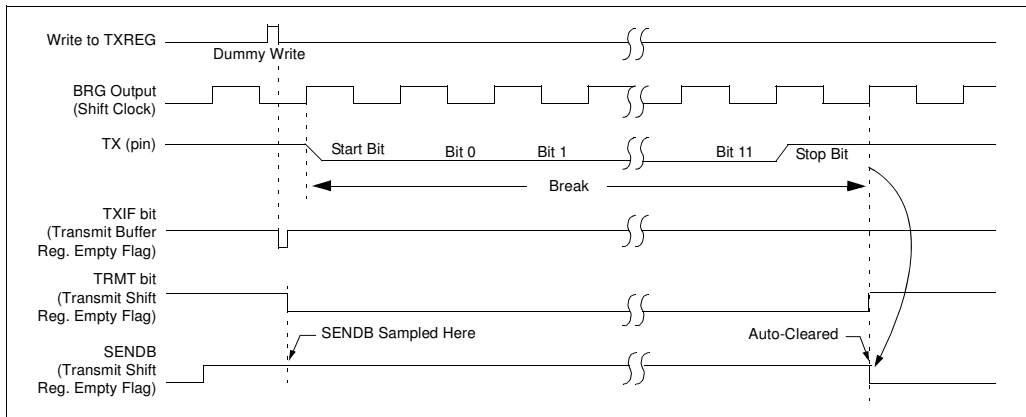 Write to TXREG
Dummy Write
BRG Output
(Shift Clock)
TX (pin)
Start Bit
Bit 0
Bit 1
Bit 11
Stop Bit
Break
TXIF bit
(Transmit Buffer
Reg. Empty Flag)
TRMT bit
(Transmit Shift
Reg. Empty Flag)
SENDB Sampled Here
Auto-Cleared
SENDB
(Transmit Shift
Reg. Empty Flag)